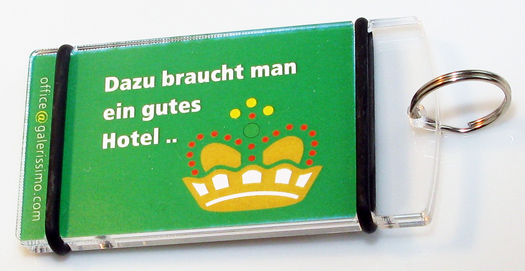 Dazu braucht man
ein gutes
Hotel ..
office@galerissimo.com